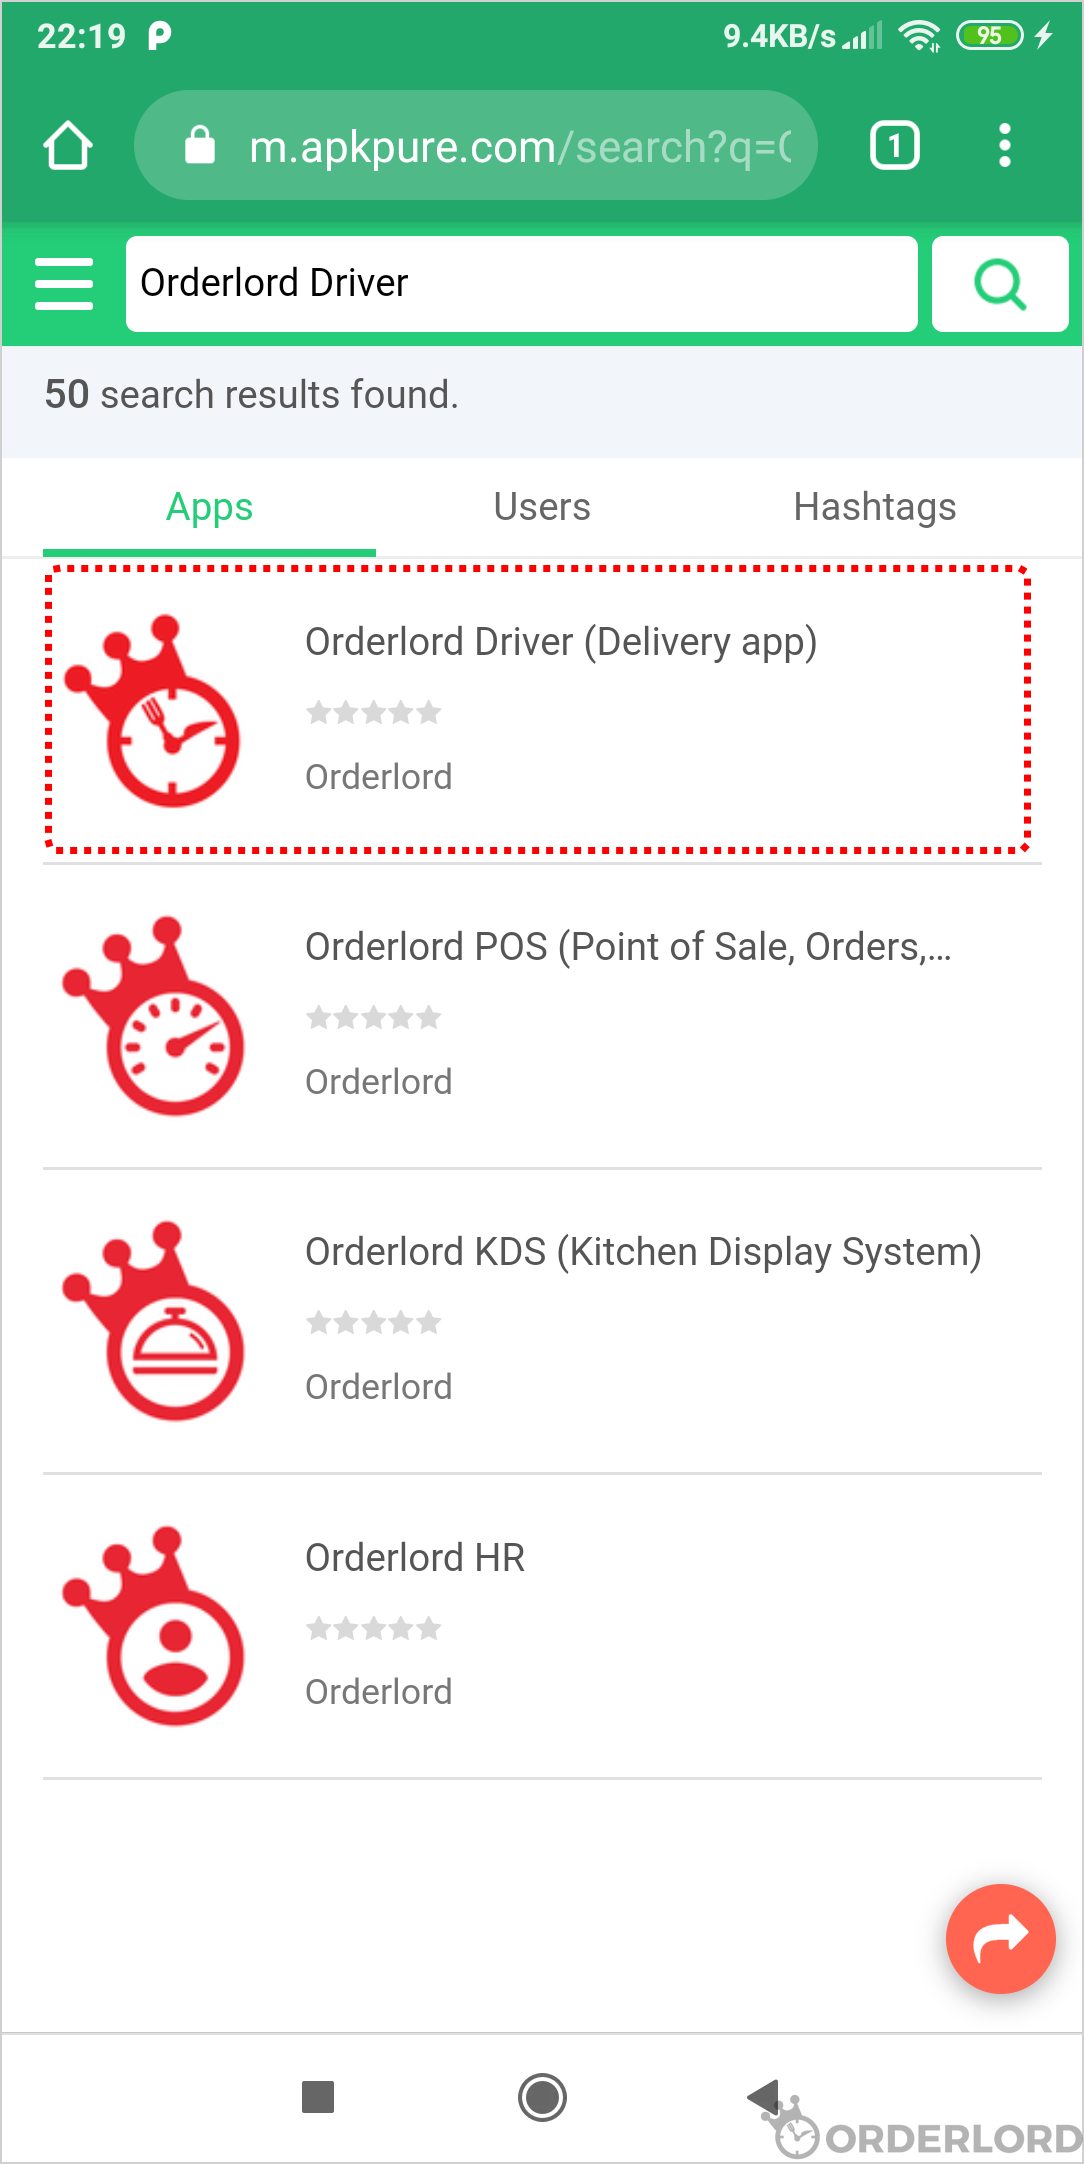 22:19
9.4KB/s
95
m.apkpure.com/search?q=
1
Orderlord Driver
50 search results found.
Apps
Users
Hashtags
Orderlord Driver (Delivery app)
Orderlord
Orderlord POS (Point of Sale, Orders,...
Orderlord
Orderlord KDS (Kitchen Display System)
Orderlord
Orderlord HR
Orderlord
ORDERLORD